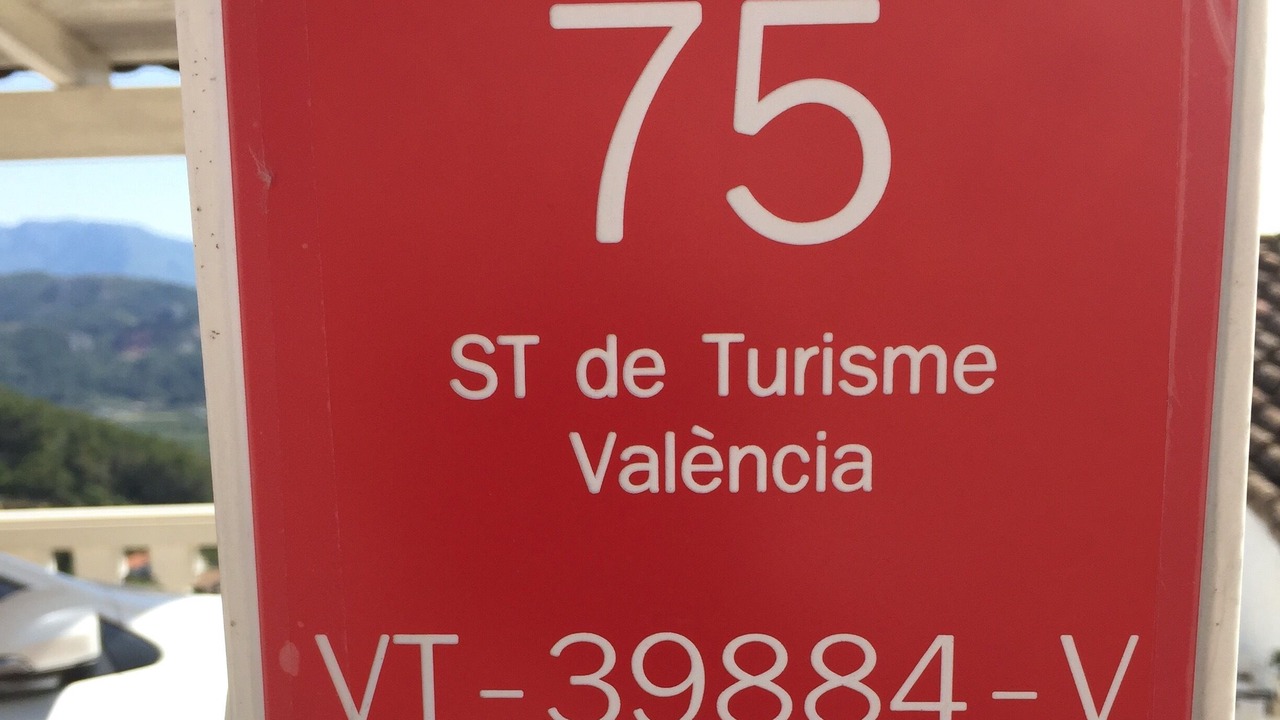 75
ST de Turisme
València
VT-39884-V